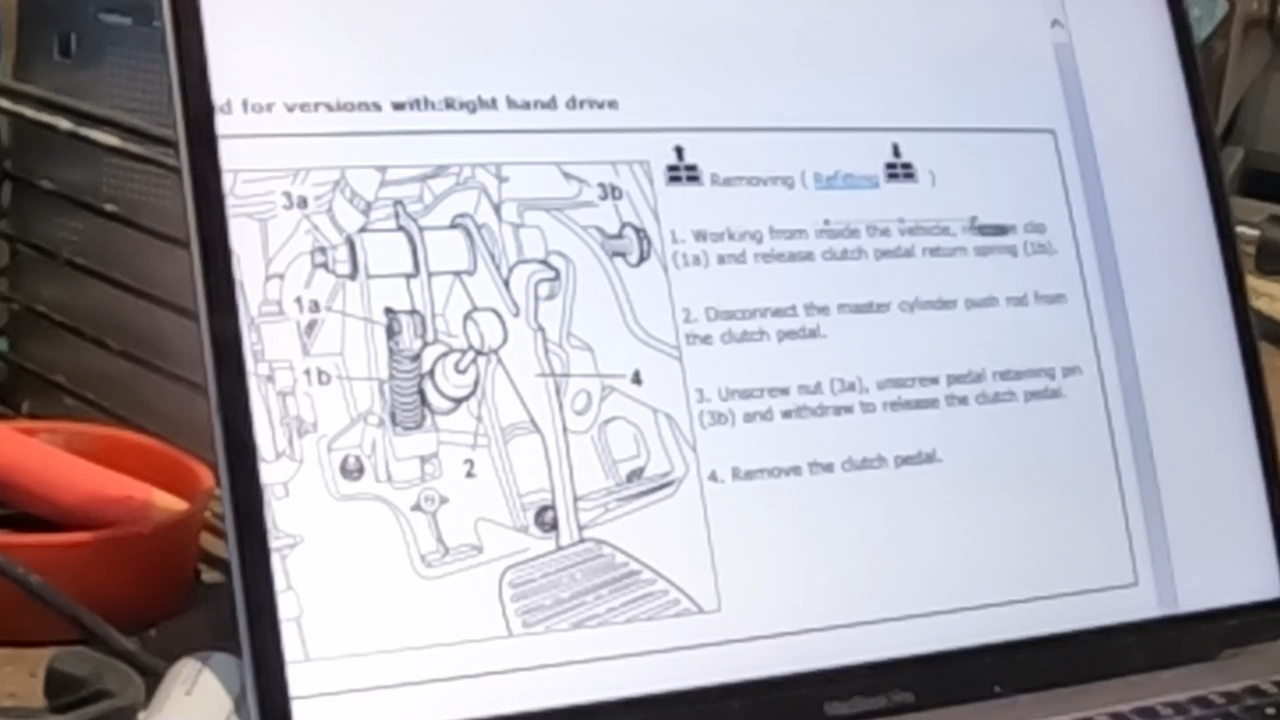 d for versions with:Right hand drive
Removing ( Refitting )
1. Working from inside the vehicle, clip
(1a) and release clutch pedal return spring (1b).
2. Disconnect the master cylinder push rod from
the clutch pedal.
3. Unscrew nut (3a), unscrew pedal retaining pin
(3b) and withdraw to release the clutch pedal.
4. Remove the clutch pedal.
3a
3b
1a
1b
4
2